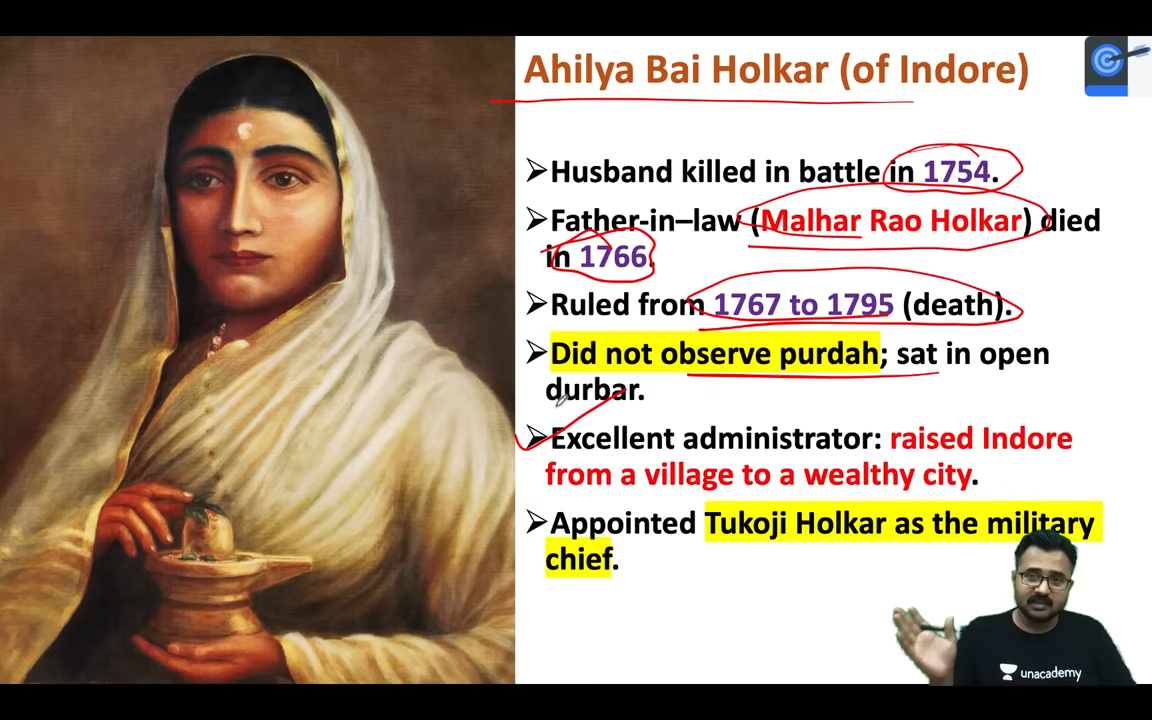 Ahilya Bai Holkar (of Indore)
➢Husband killed in battle in 1754.
➢Father-in–law (Malhar Rao Holkar) died
in 1766.
➢Ruled from 1767 to 1795 (death).
➢Did not observe purdah; sat in open
durbar.
➢Excellent administrator: raised Indore
from a village to a wealthy city.
➢Appointed Tukoji Holkar as the military
chief.
unacademy